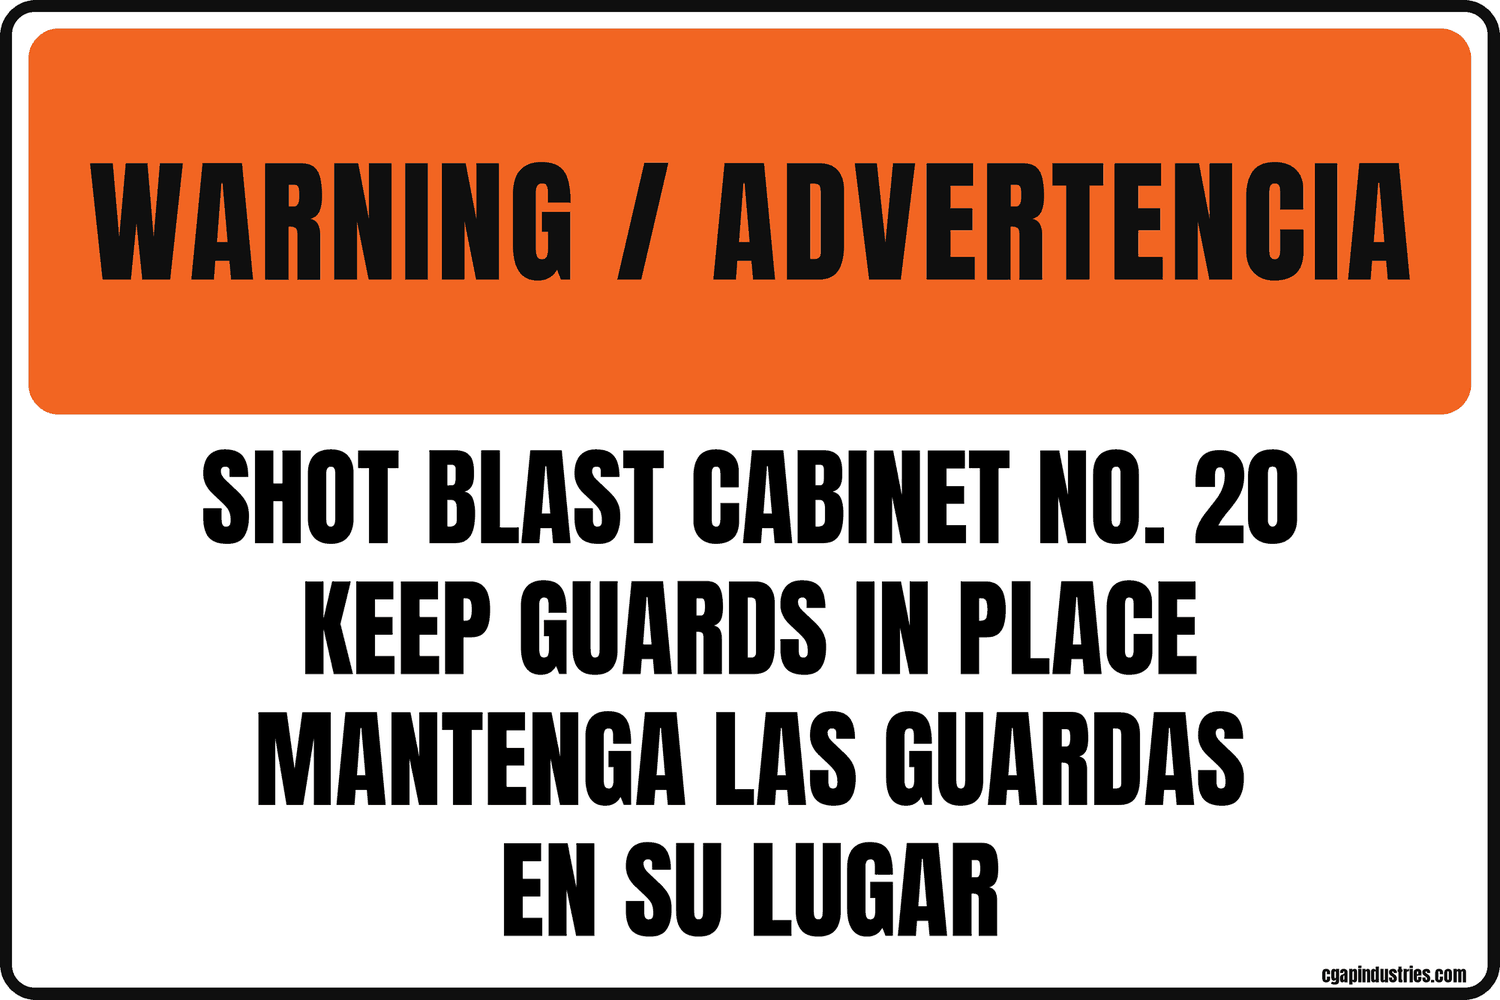 WARNING / ADVERTENCIA
SHOT BLAST CABINET NO. 20
KEEP GUARDS IN PLACE
MANTENGA LAS GUARDAS
EN SU LUGAR
cgapindustries.com